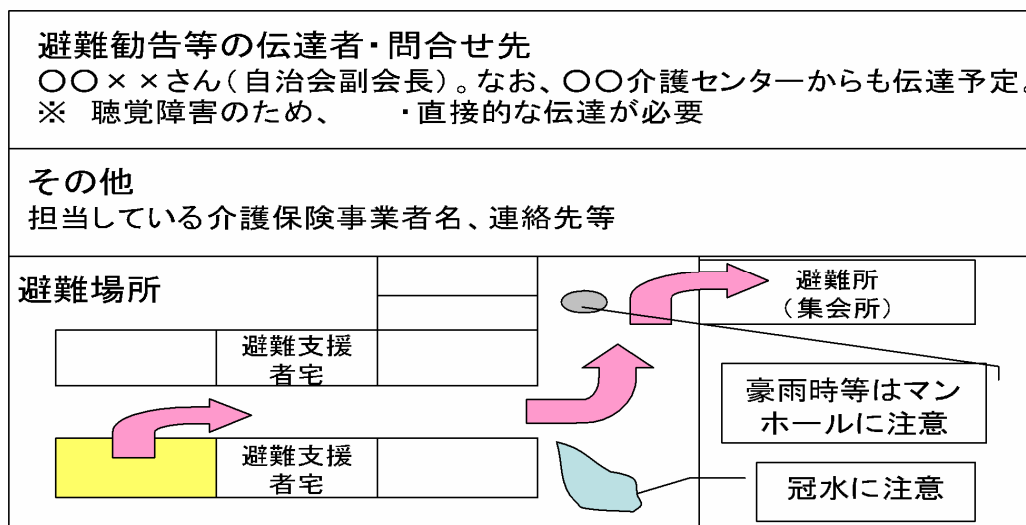 避難勧告等の伝達者・問合せ先
〇〇××さん(自治会副会長)。なお、〇〇介護センターからも伝達予定。
※ 聴覚障害のため、 ・直接的な伝達が必要
その他
担当している介護保険事業者名、連絡先等
避難場所
避難所
(集会所)
避難支援
者宅
豪雨時等はマン
ホールに注意
避難支援
者宅
冠水に注意